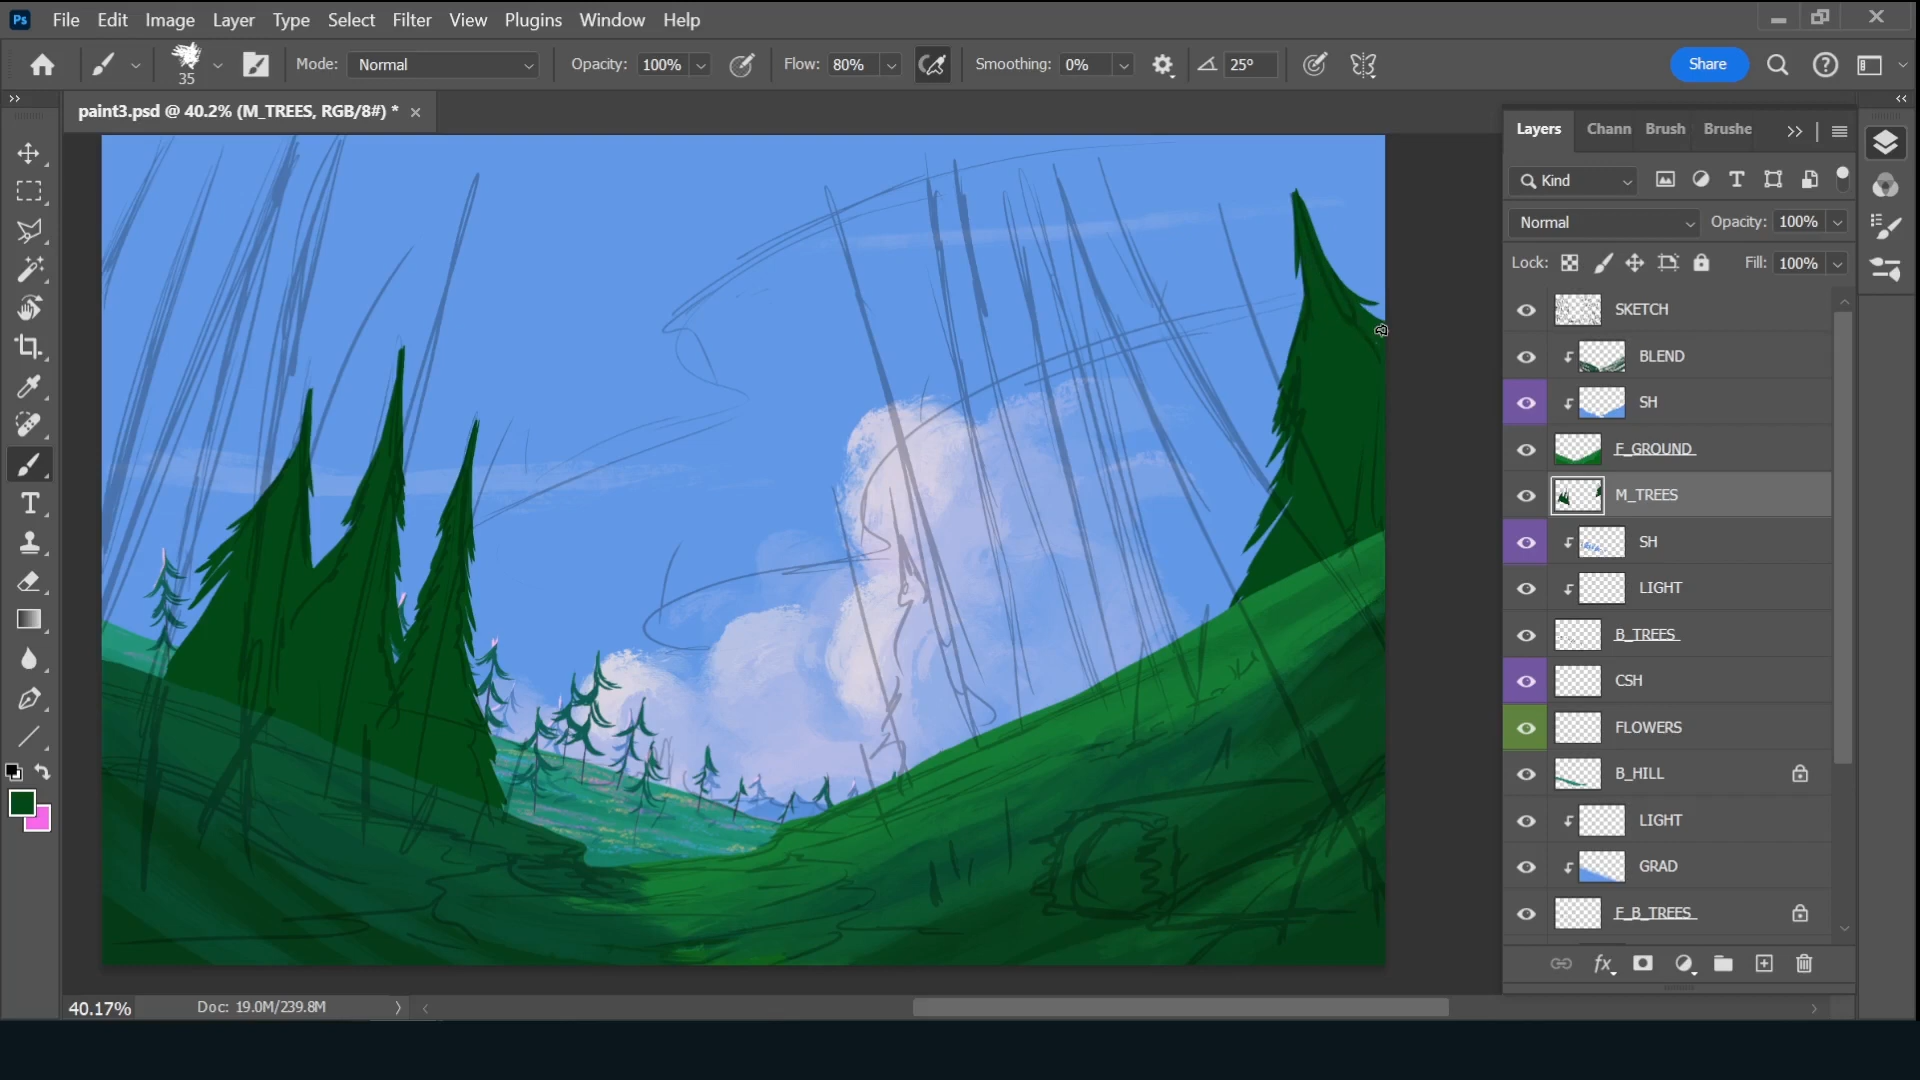 Ps File Edit Image Layer Type Select Filter View Plugins Window Help
35 Mode: Normal Opacity: 100% Flow: 80% Smoothing: 0% 25° Share
paint3.psd @ 40.2% (M_TREES, RGB/8#) *
Layers Chann Brush Brushe
Kind
Normal Opacity: 100%
Lock: Fill: 100%
SKETCH
BLEND
SH
F_GROUND
M_TREES
SH
LIGHT
B_TREES
CSH
FLOWERS
B_HILL
LIGHT
GRAD
F_B_TREES
fx
40.17% Doc: 19.0M/239.8M